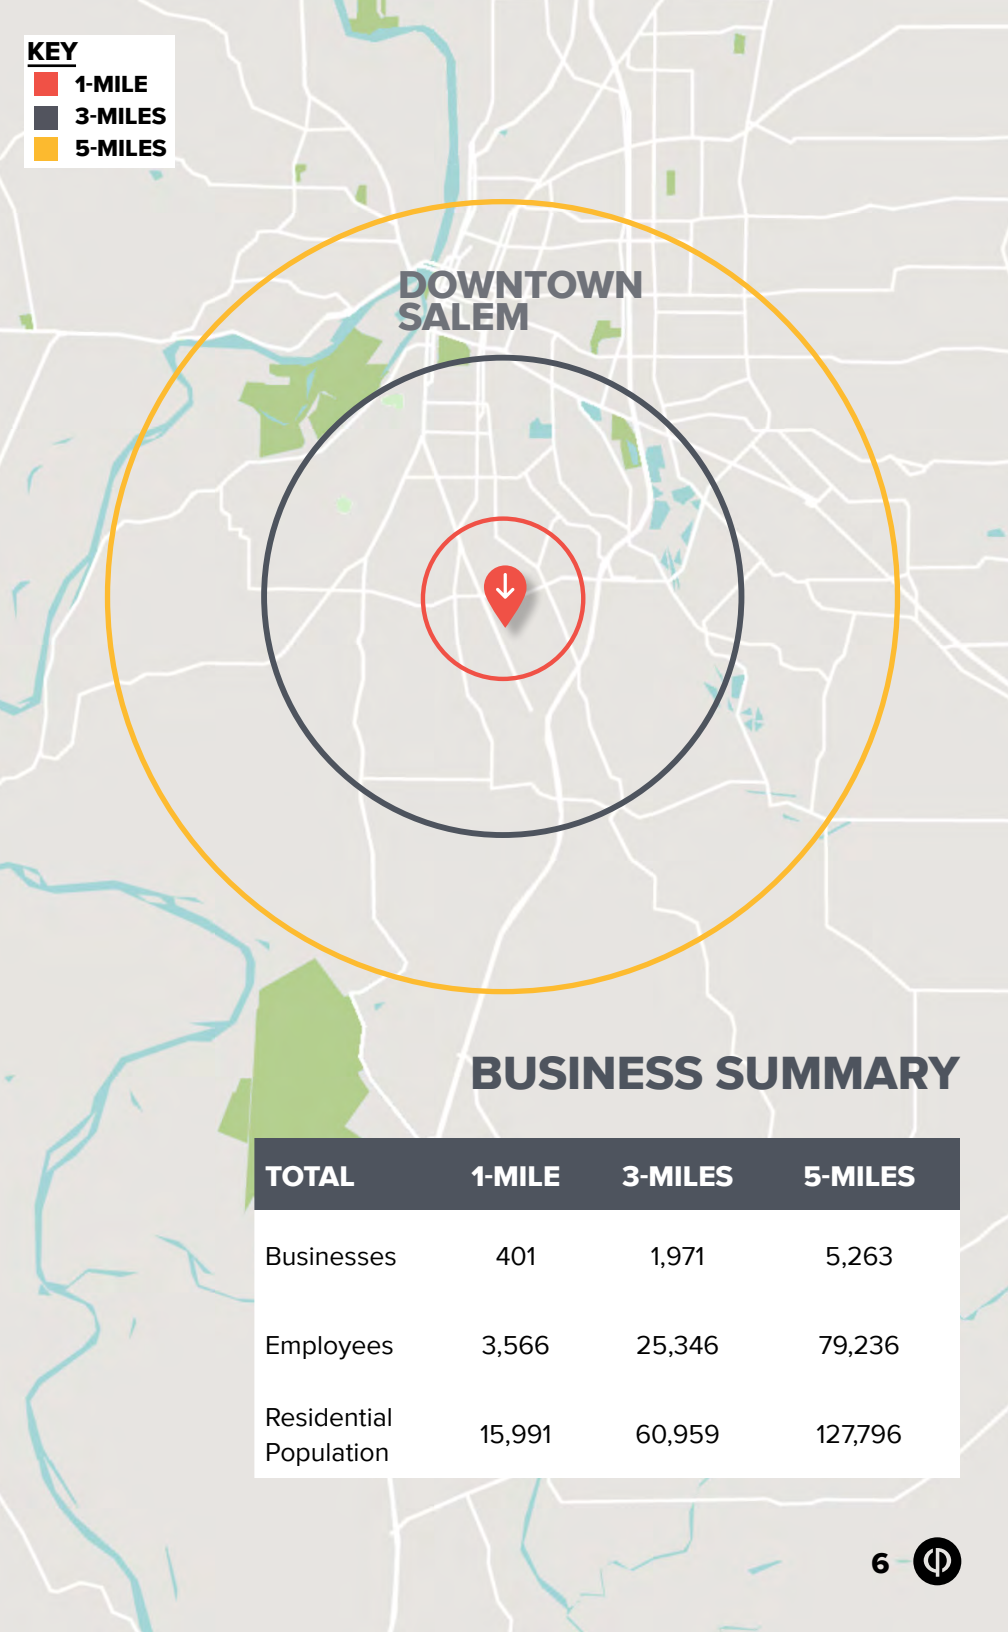 KEY
1-MILE
3-MILES
5-MILES
DOWNTOWN
SALEM
BUSINESS SUMMARY
TOTAL 1-MILE 3-MILES 5-MILES
Businesses 401 1,971 5,263
Employees 3,566 25,346 79,236
Residential
Population 15,991 60,959 127,796
6